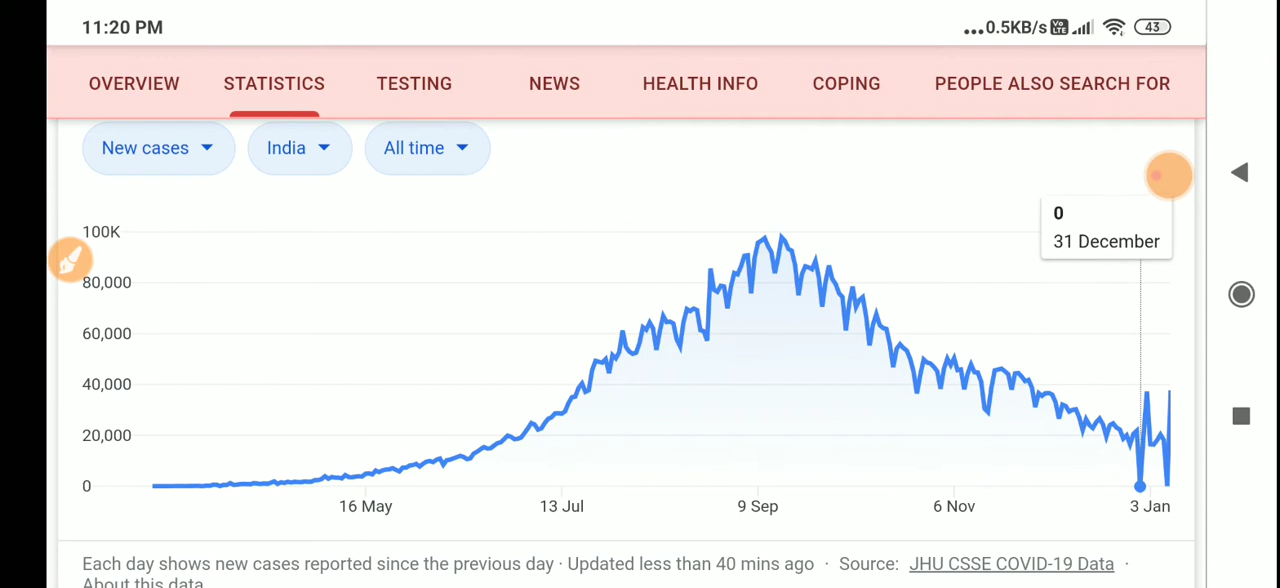 11:20 PM ...0.5KB/s Vo LTE 43
OVERVIEW STATISTICS TESTING NEWS HEALTH INFO COPING PEOPLE ALSO SEARCH FOR
New cases India All time
0
31 December
100K
80,000
60,000
40,000
20,000
0
16 May 13 Jul 9 Sep 6 Nov 3 Jan
Each day shows new cases reported since the previous day · Updated less than 40 mins ago · Source: JHU CSSE COVID-19 Data ·
About this data